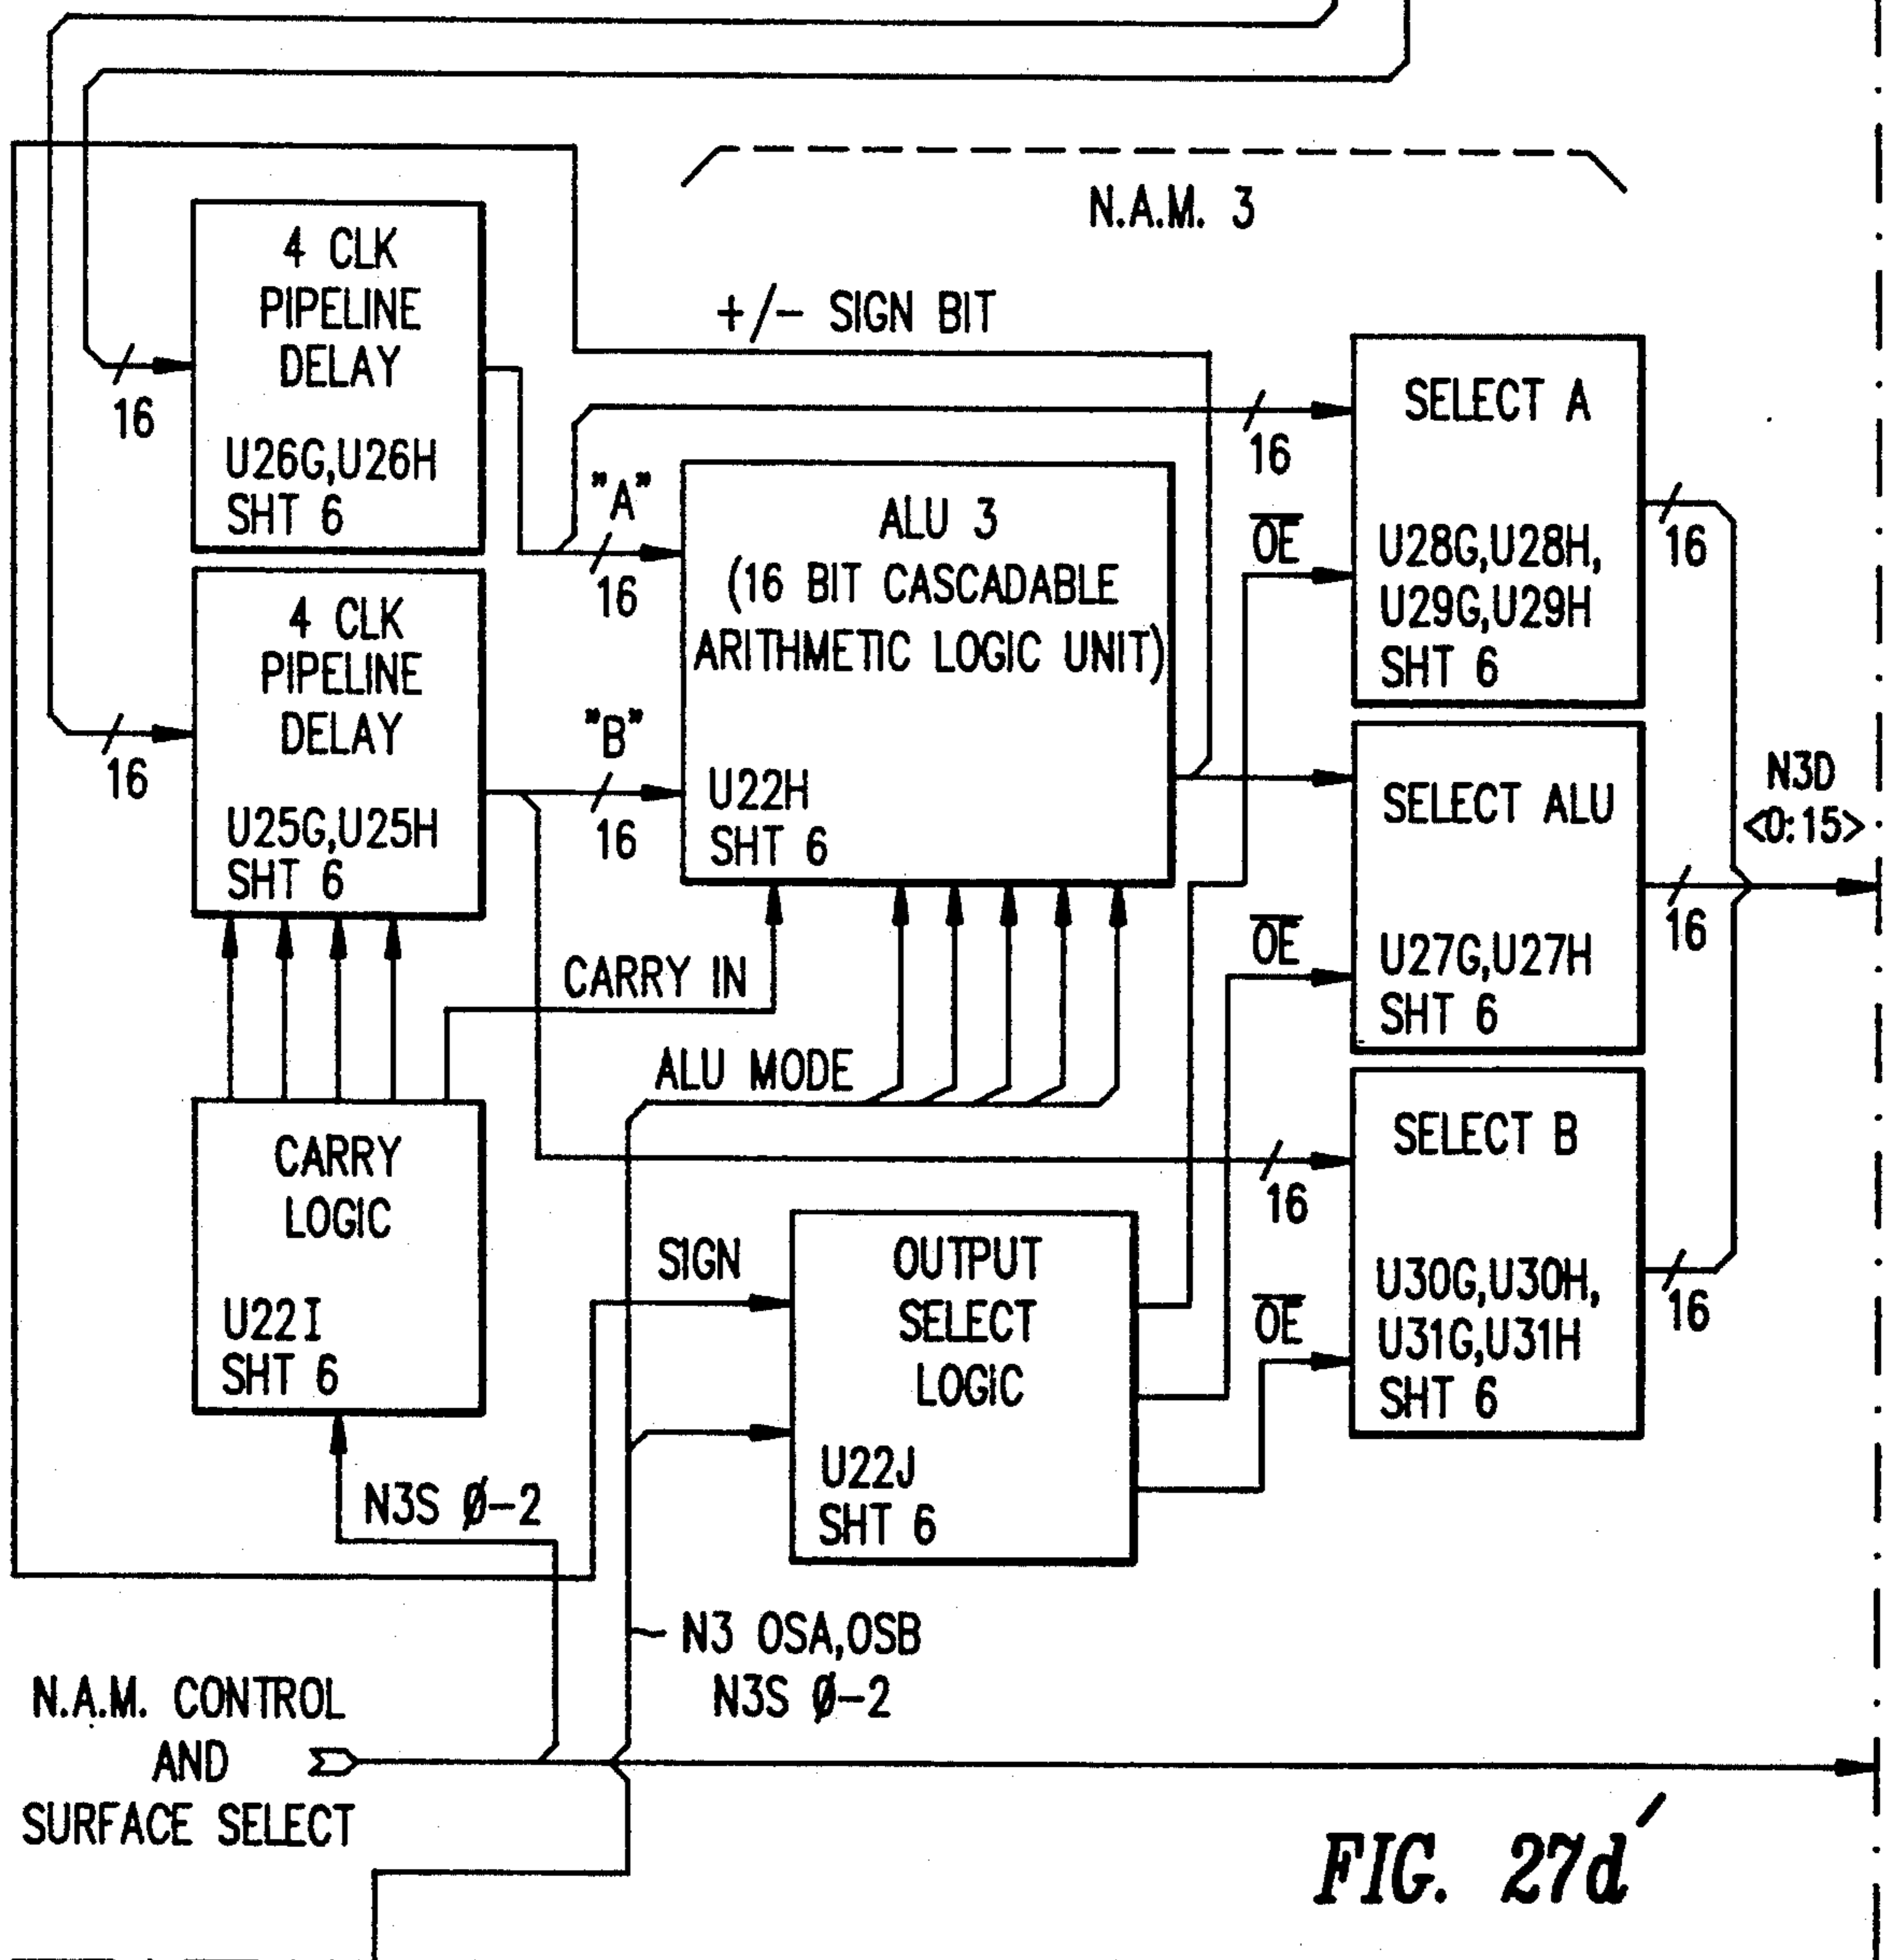 N.A.M. 3
4 CLK
PIPELINE
DELAY
U26G,U26H
SHT 6
16
+/- SIGN BIT
"A"
16
16
SELECT A
U28G,U28H,
U29G,U29H
SHT 6
O̅E̅
16
4 CLK
PIPELINE
DELAY
U25G,U25H
SHT 6
16
"B"
16
ALU 3
(16 BIT CASCADABLE
ARITHMETIC LOGIC UNIT)
U22H
SHT 6
SELECT ALU
U27G,U27H
SHT 6
O̅E̅
16
N3D
<0:15>
CARRY IN
ALU MODE
CARRY
LOGIC
U22I
SHT 6
N3S Ø-2
SIGN
OUTPUT
SELECT
LOGIC
U22J
SHT 6
16
SELECT B
U30G,U30H,
U31G,U31H
SHT 6
O̅E̅
16
N3 OSA,OSB
N3S Ø-2
N.A.M. CONTROL
AND
SURFACE SELECT
FIG. 27d′